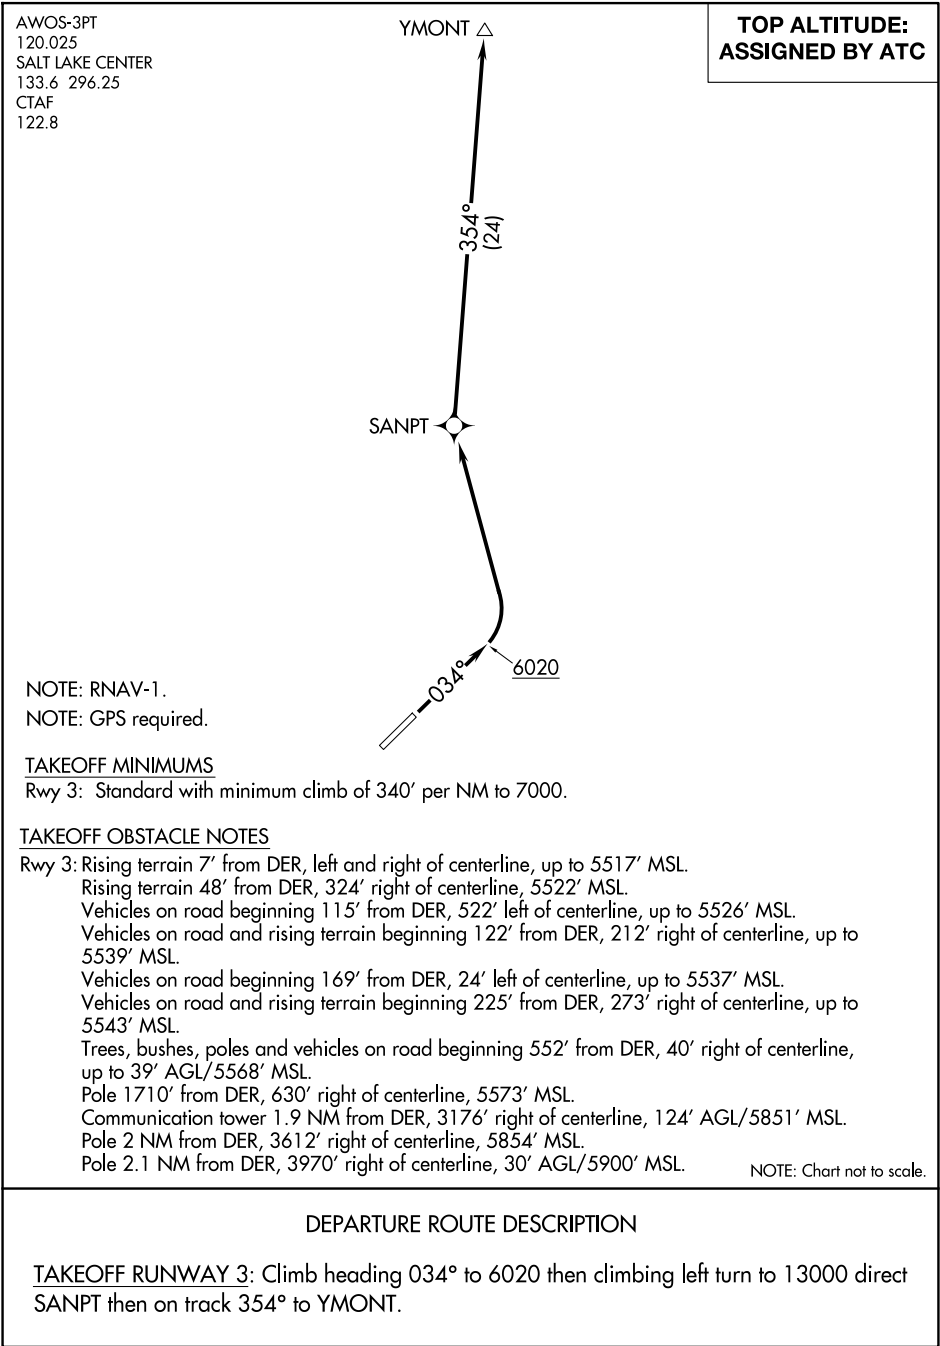 AWOS-3PT
120.025
SALT LAKE CENTER
133.6 296.25
CTAF
122.8
YMONT
TOP ALTITUDE:
ASSIGNED BY ATC
354°
(24)
SANPT
6020
034°
NOTE: RNAV-1.
NOTE: GPS required.
TAKEOFF MINIMUMS
Rwy 3: Standard with minimum climb of 340' per NM to 7000.
TAKEOFF OBSTACLE NOTES
Rwy 3: Rising terrain 7' from DER, left and right of centerline, up to 5517' MSL.
Rising terrain 48' from DER, 324' right of centerline, 5522' MSL.
Vehicles on road beginning 115' from DER, 522' left of centerline, up to 5526' MSL.
Vehicles on road and rising terrain beginning 122' from DER, 212' right of centerline, up to
5539' MSL.
Vehicles on road beginning 169' from DER, 24' left of centerline, up to 5537' MSL.
Vehicles on road and rising terrain beginning 225' from DER, 273' right of centerline, up to
5543' MSL.
Trees, bushes, poles and vehicles on road beginning 552' from DER, 40' right of centerline,
up to 39' AGL/5568' MSL.
Pole 1710' from DER, 630' right of centerline, 5573' MSL.
Communication tower 1.9 NM from DER, 3176' right of centerline, 124' AGL/5851' MSL.
Pole 2 NM from DER, 3612' right of centerline, 5854' MSL.
Pole 2.1 NM from DER, 3970' right of centerline, 30' AGL/5900' MSL.
NOTE: Chart not to scale.
DEPARTURE ROUTE DESCRIPTION
TAKEOFF RUNWAY 3: Climb heading 034° to 6020 then climbing left turn to 13000 direct
SANPT then on track 354° to YMONT.